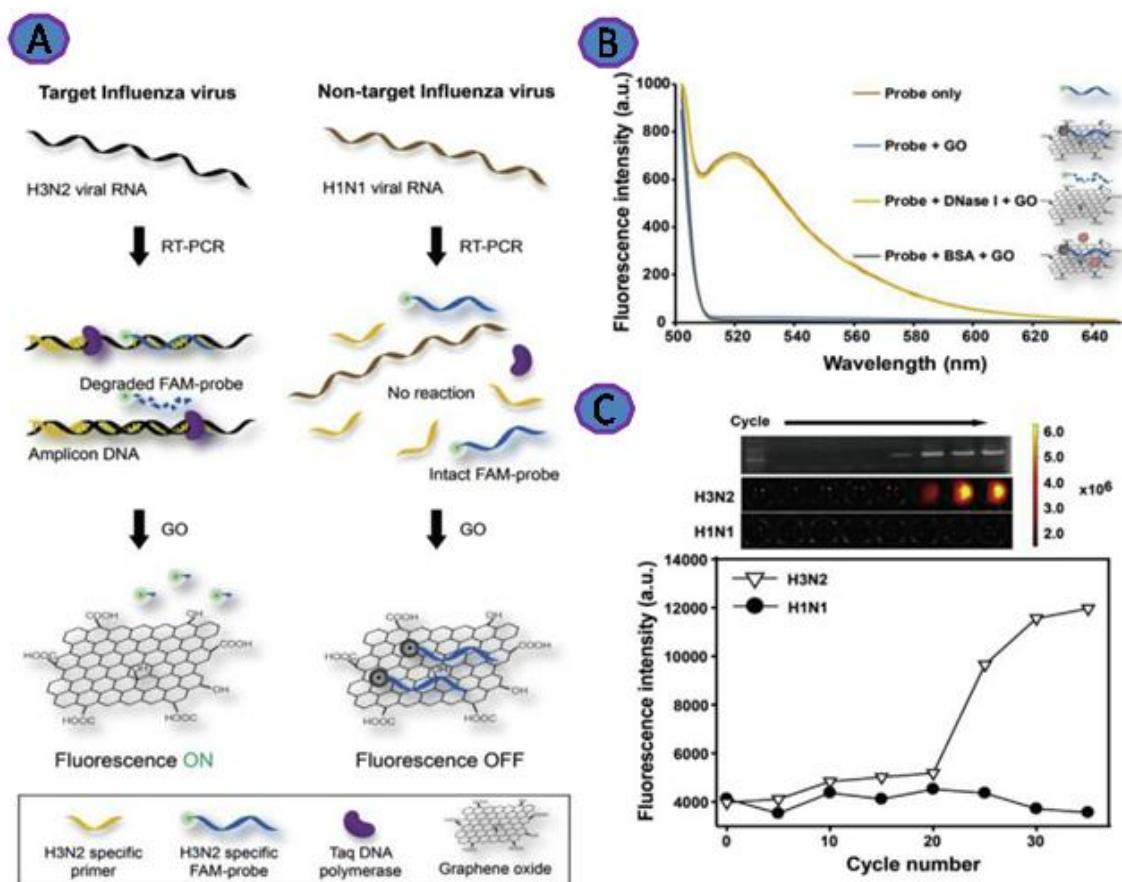 A
Target Influenza virus
H3N2 viral RNA
RT-PCR
Degraded FAM-probe
Amplicon DNA
GO
COOH
OH
HOOC
COOH
OH
HOOC
HOOC
Fluorescence ON
Non-target Influenza virus
H1N1 viral RNA
RT-PCR
No reaction
Intact FAM-probe
GO
COOH
OH
HOOC
COOH
OH
HOOC
HOOC
Fluorescence OFF
H3N2 specific
primer
H3N2 specific
FAM-probe
Taq DNA
polymerase
Graphene oxide
B
Fluorescence intensity (a.u.)
1000
800
600
400
200
0
500 520 540 560 580 600 620 640
Wavelength (nm)
Probe only
Probe + GO
Probe + DNase I + GO
Probe + BSA + GO
C
Cycle
H3N2
H1N1
6.0
5.0
4.0
3.0
2.0
x10⁶
Fluorescence intensity (a.u.)
14000
12000
10000
8000
6000
4000
H3N2
H1N1
0 10 20 30
Cycle number